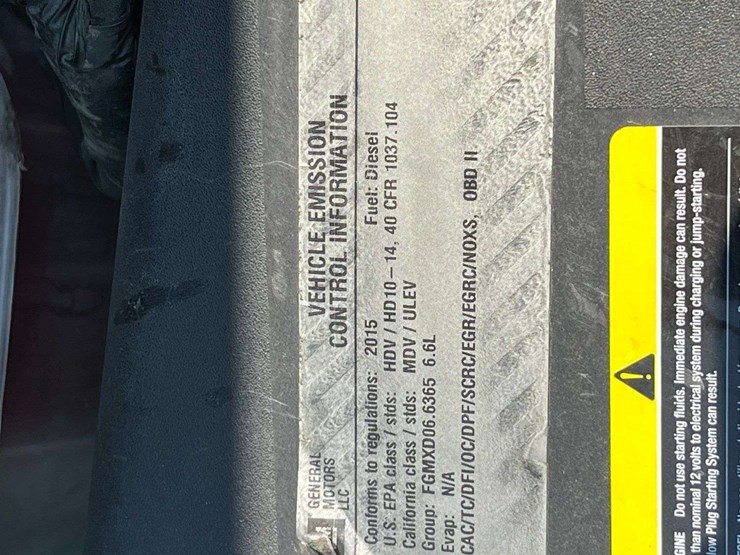 GENERAL
MOTORS
LLC
VEHICLE EMISSION
CONTROL INFORMATION
Conforms to regulations: 2015 Fuel: Diesel
U.S. EPA class / stds: HDV / HD10-14, 40 CFR 1037.104
California class / stds: MDV / ULEV
Group: FGMXD06.6365 6.6L
Evap: N/A
CAC/TC/DFI/OC/DPF/SCRC/EGR/EGRC/NOXS, OBD II
Do not use starting fluids. Immediate engine damage can result. Do not
than nominal 12 volts to electrical system during charging or jump-starting.
Plug Starting System can result.